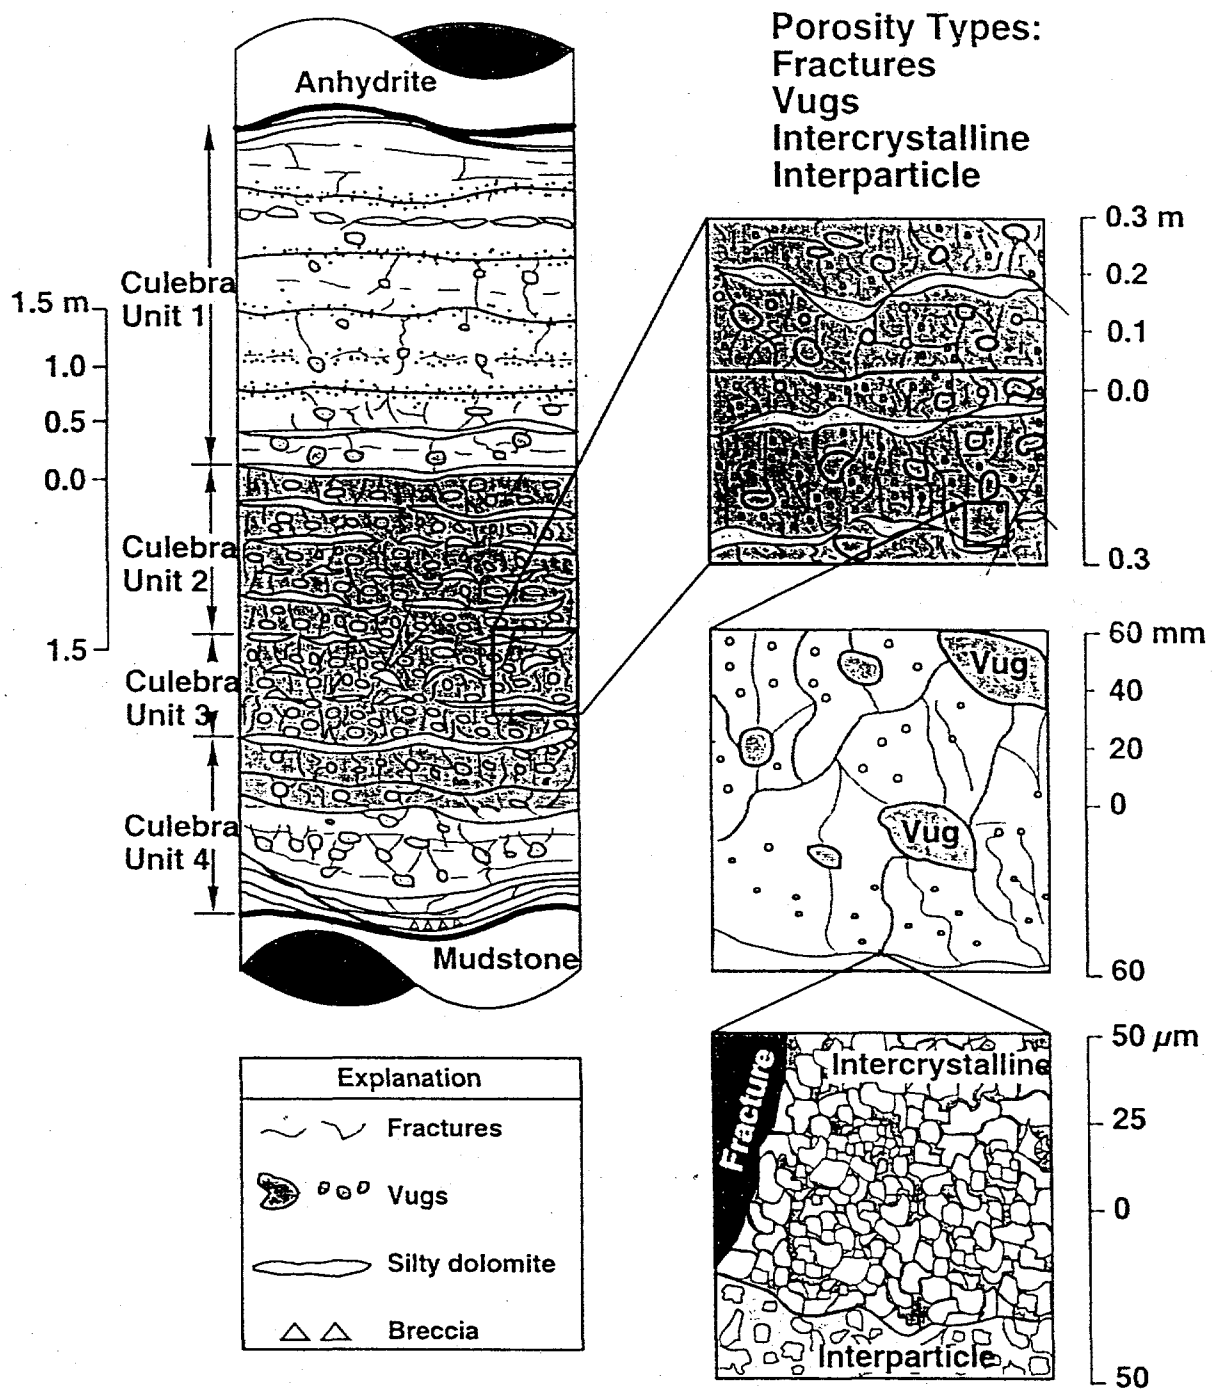 Porosity Types:
Fractures
Vugs
Intercrystalline
Interparticle
Anhydrite
Culebra
Unit 1
1.5 m
1.0
0.5
0.0
1.5
Culebra
Unit 2
Culebra
Unit 3
Culebra
Unit 4
Mudstone
0.3 m
0.2
0.1
0.0
0.3
Vug
Vug
60 mm
40
20
0
60
Fracture
Intercrystalline
Interparticle
50 µm
25
0
50
Explanation
Fractures
Vugs
Silty dolomite
Breccia